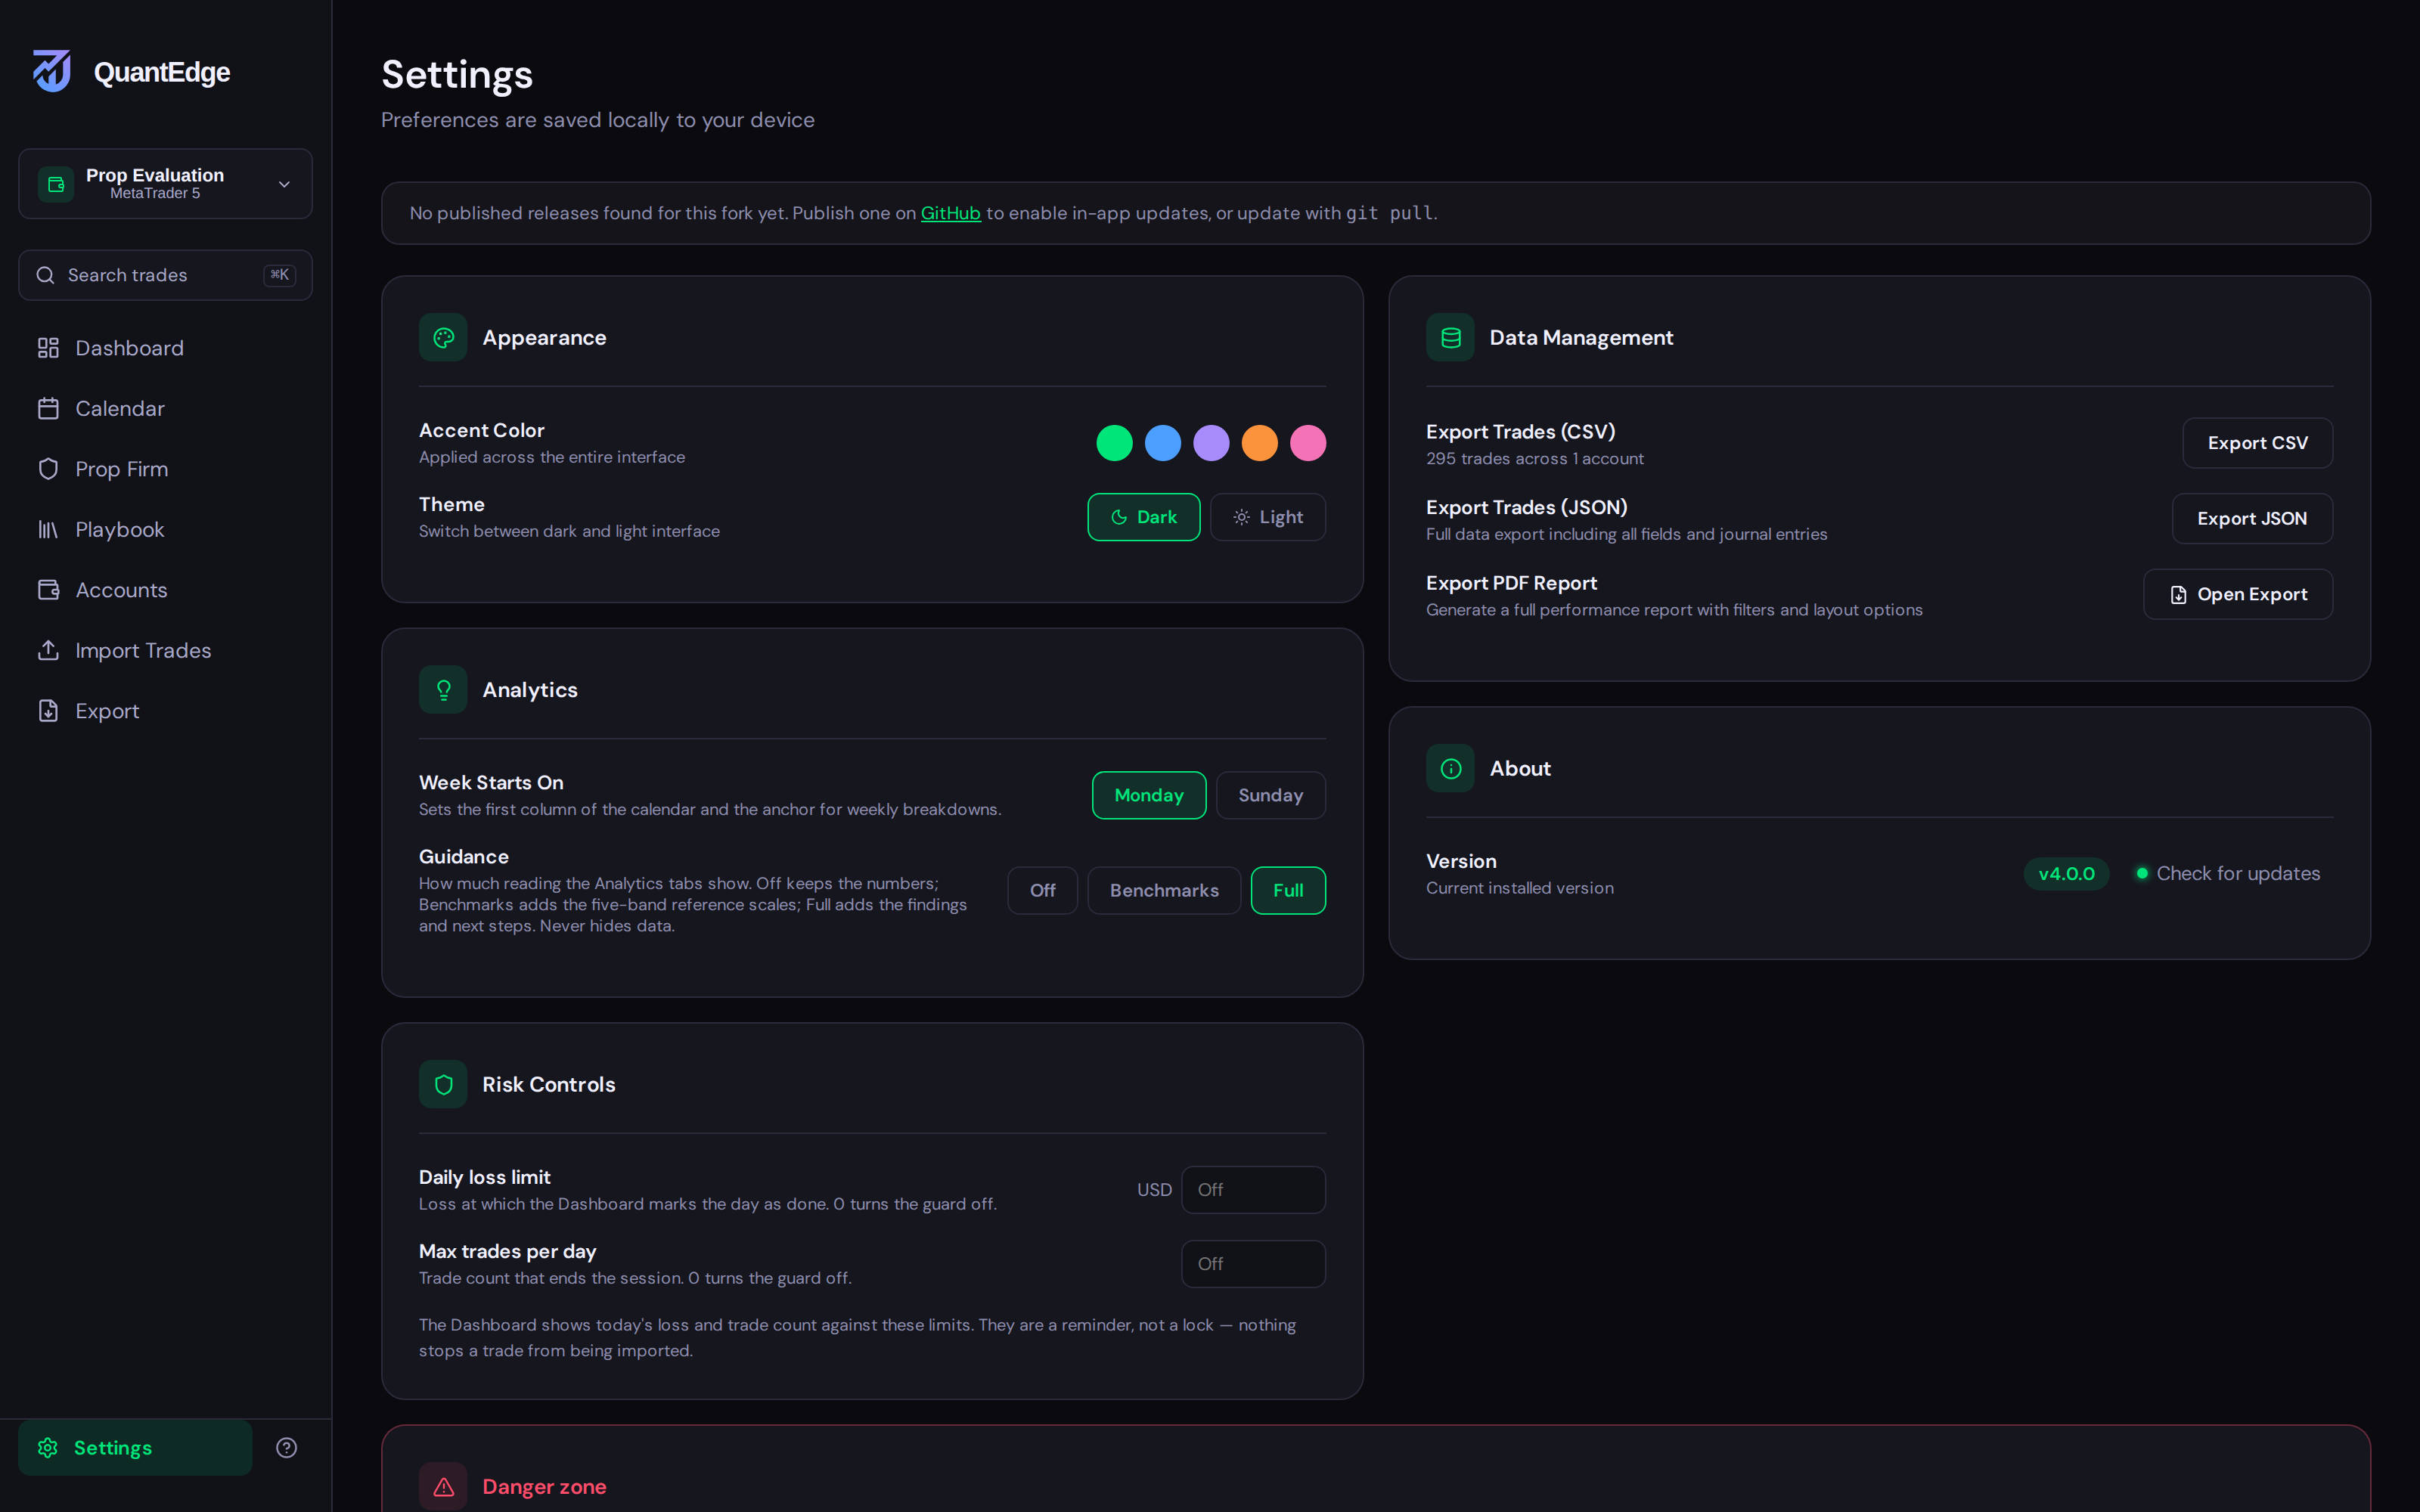 QuantEdge
Prop Evaluation
MetaTrader 5
Search trades
⌘K
Dashboard
Calendar
Prop Firm
Playbook
Accounts
Import Trades
Export
Settings
Settings
Preferences are saved locally to your device
No published releases found for this fork yet. Publish one on GitHub to enable in-app updates, or update with git pull.
Appearance
Accent Color
Applied across the entire interface
Theme
Switch between dark and light interface
Dark
Light
Analytics
Week Starts On
Sets the first column of the calendar and the anchor for weekly breakdowns.
Monday
Sunday
Guidance
How much reading the Analytics tabs show. Off keeps the numbers;
Benchmarks adds the five-band reference scales; Full adds the findings
and next steps. Never hides data.
Off
Benchmarks
Full
Risk Controls
Daily loss limit
Loss at which the Dashboard marks the day as done. 0 turns the guard off.
USD
Off
Max trades per day
Trade count that ends the session. 0 turns the guard off.
Off
The Dashboard shows today's loss and trade count against these limits. They are a reminder, not a lock — nothing
stops a trade from being imported.
Data Management
Export Trades (CSV)
295 trades across 1 account
Export CSV
Export Trades (JSON)
Full data export including all fields and journal entries
Export JSON
Export PDF Report
Generate a full performance report with filters and layout options
Open Export
About
Version
Current installed version
v4.0.0
Check for updates
Danger zone